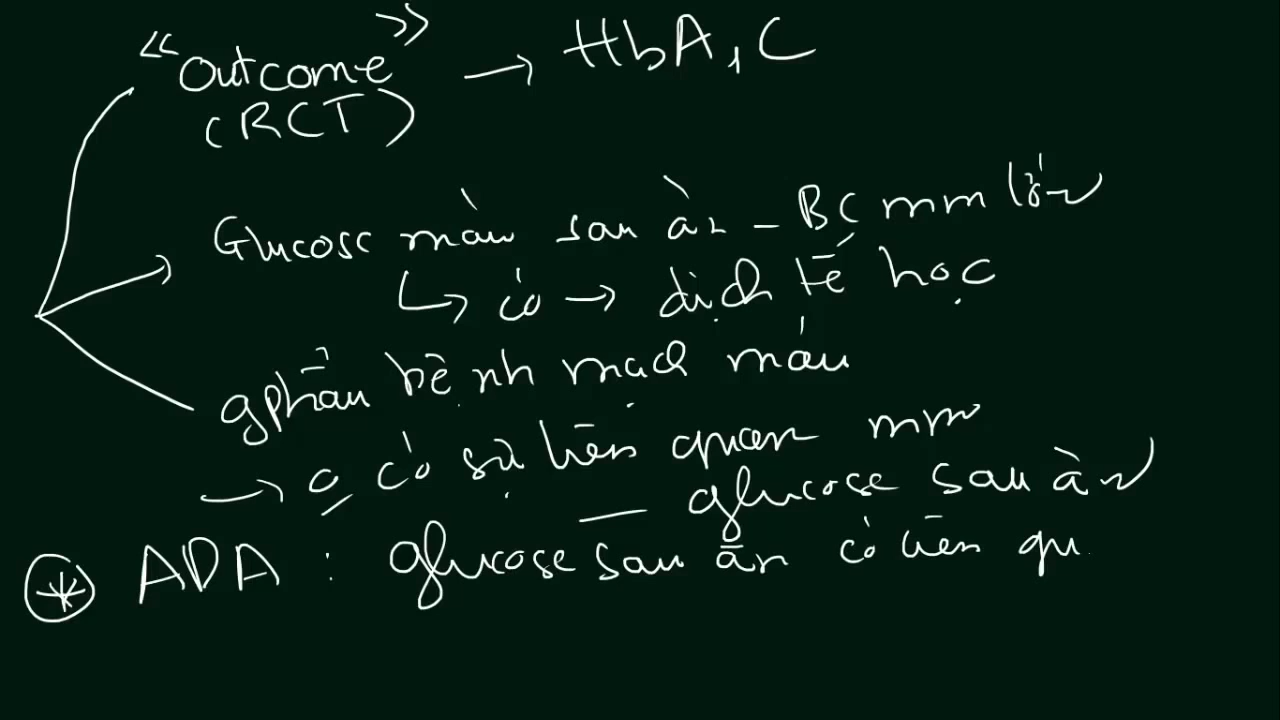 "Outcome" → HbA1C
(RCT)
Glucose máu sau ăn - BC mm lớn
↳ có → dịch tễ học
g phần bệnh mạch máu
→ có sự liên quan mm
— glucose sau ăn
* ADA : glucose sau ăn có liên qu